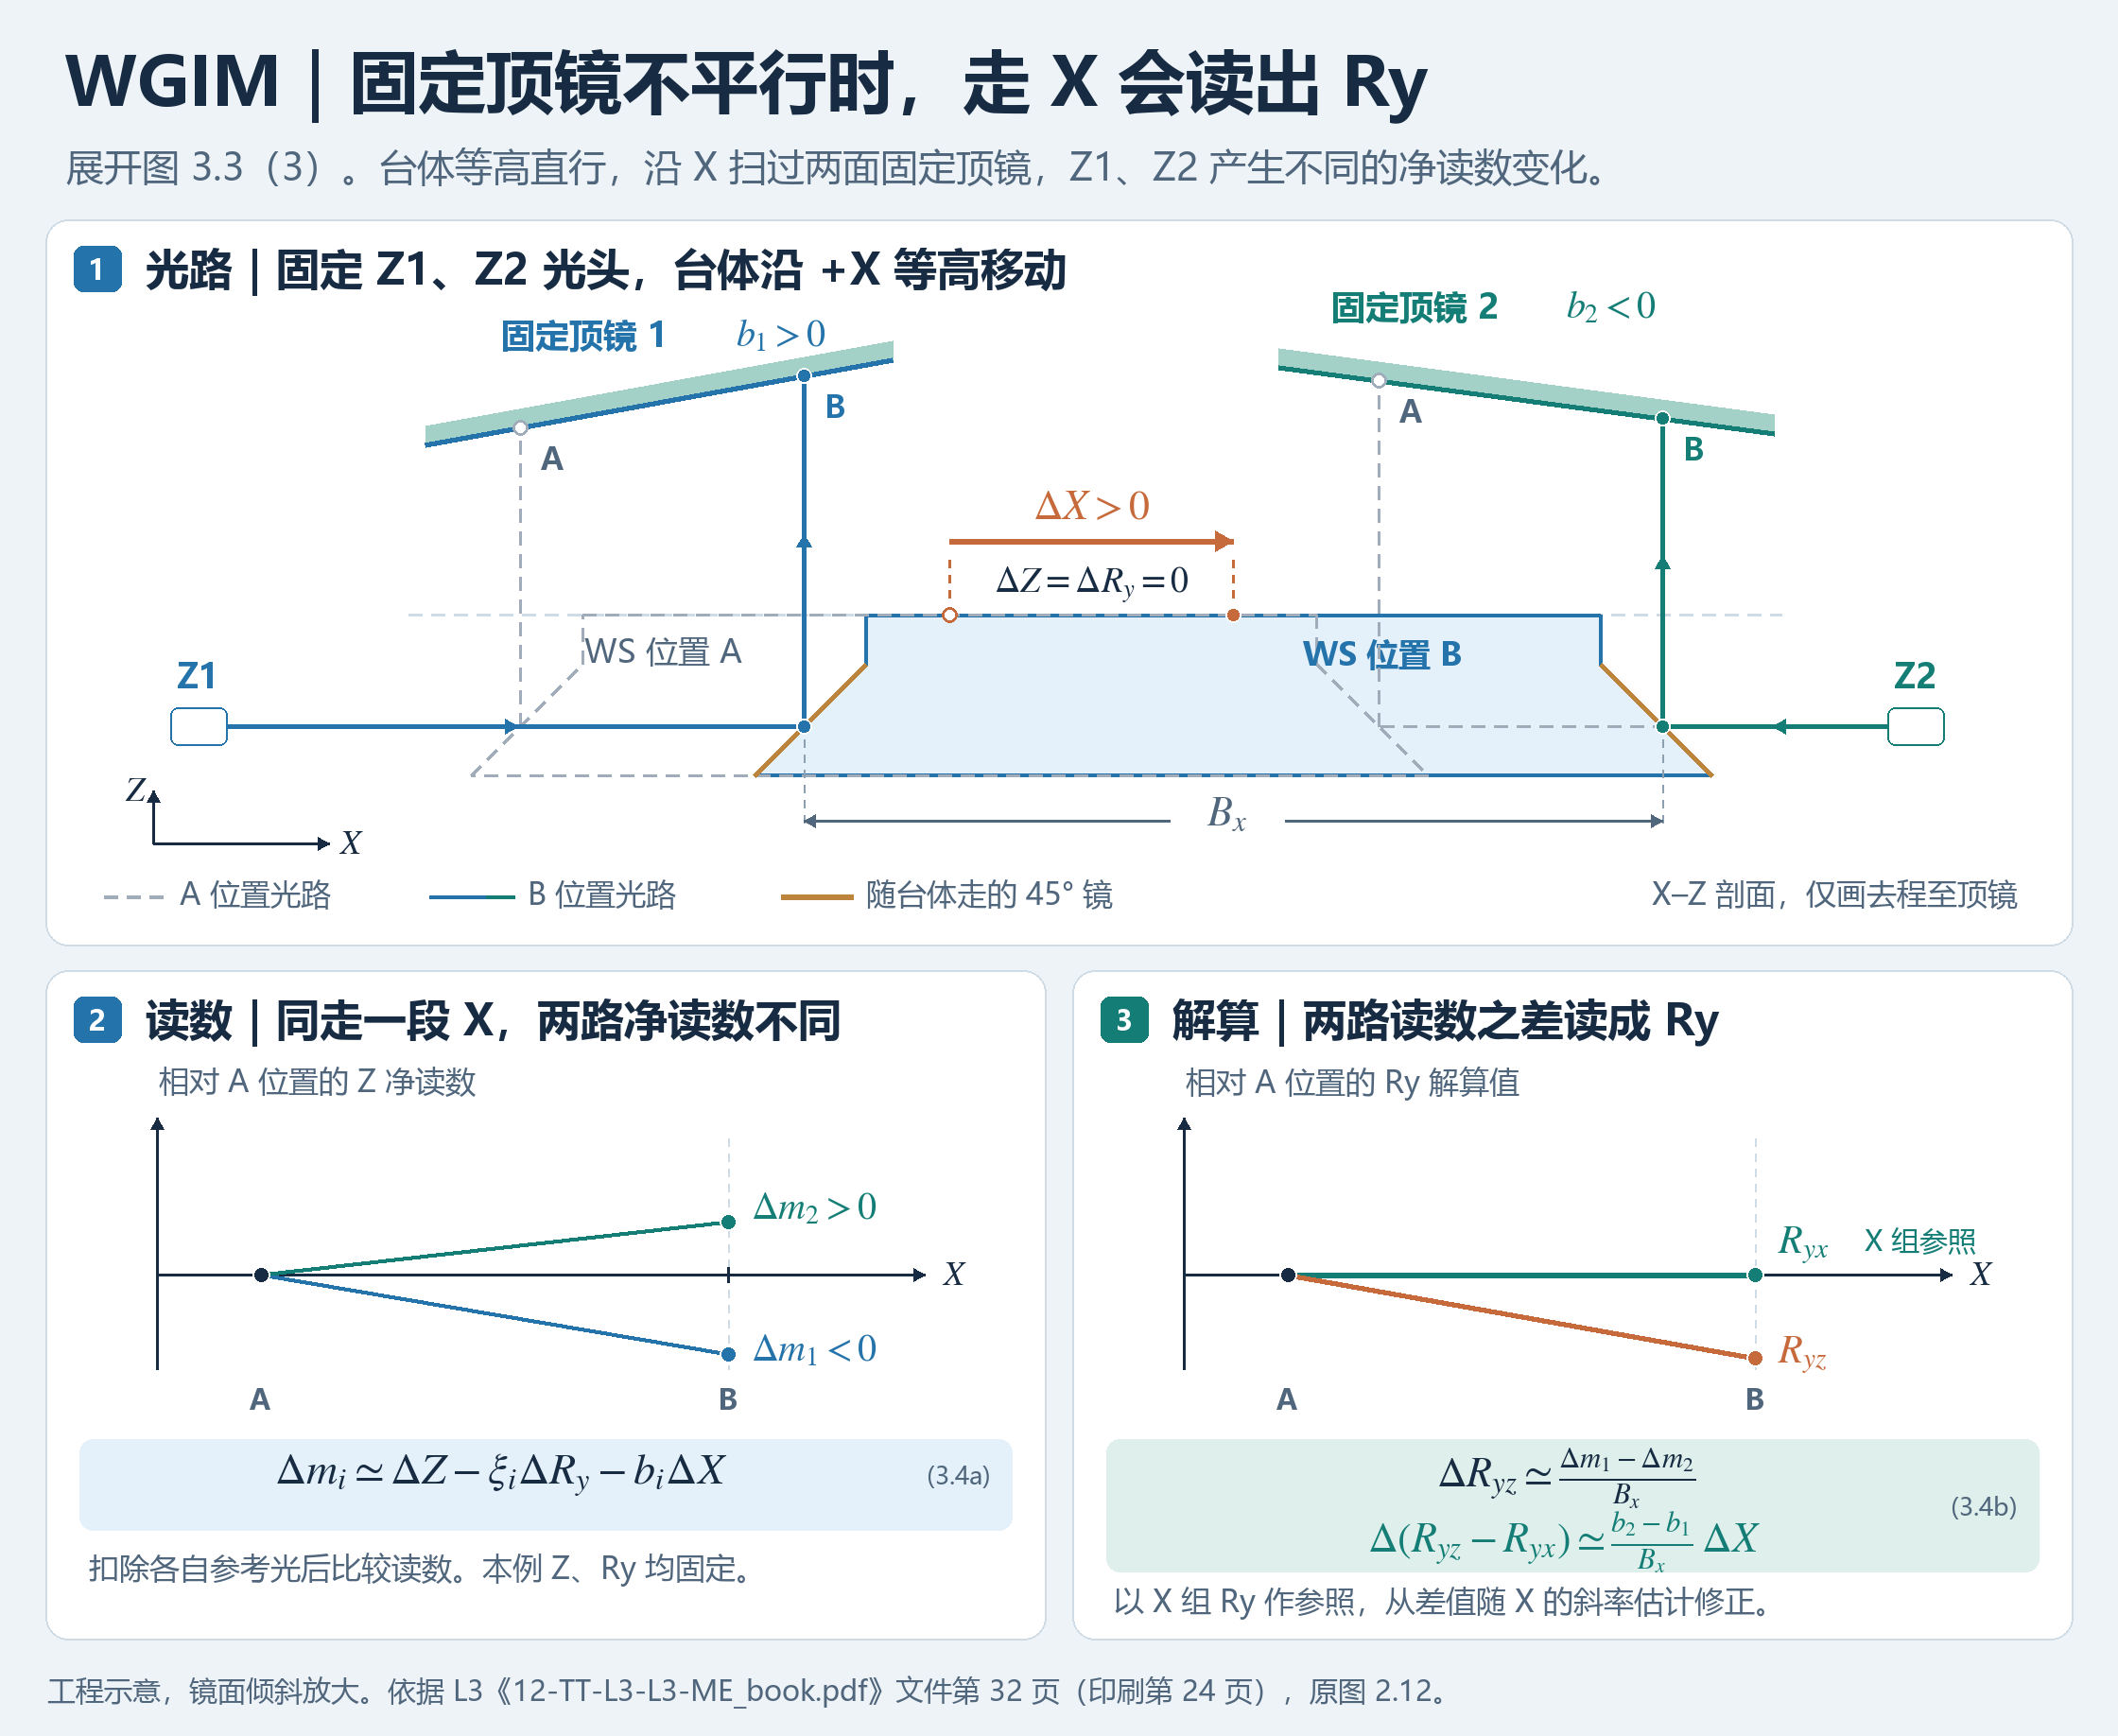 WGIM｜固定顶镜不平行时，走 X 会读出 Ry
展开图 3.3（3）。台体等高直行，沿 X 扫过两面固定顶镜，Z1、Z2 产生不同的净读数变化。
1 光路｜固定 Z1、Z2 光头，台体沿 +X 等高移动
固定顶镜 1 b₁ > 0
固定顶镜 2 b₂ < 0
A
B
A
B
ΔX > 0
ΔZ = ΔR_y = 0
WS 位置 A
WS 位置 B
Z1
Z2
B_x
Z
X
A 位置光路
B 位置光路
随台体走的 45° 镜
X–Z 剖面，仅画去程至顶镜
2 读数｜同走一段 X，两路净读数不同
相对 A 位置的 Z 净读数
Δm₂ > 0
X
Δm₁ < 0
A
B
Δm_i ≃ ΔZ − ξ_iΔR_y − b_iΔX
(3.4a)
扣除各自参考光后比较读数。本例 Z、Ry 均固定。
3 解算｜两路读数之差读成 Ry
相对 A 位置的 Ry 解算值
R_yx X 组参照
X
R_yz
A
B
ΔR_yz ≃ (Δm₁ − Δm₂)/B_x
Δ(R_yz − R_yx) ≃ (b₂ − b₁)/B_x ΔX
(3.4b)
以 X 组 Ry 作参照，从差值随 X 的斜率估计修正。
工程示意，镜面倾斜放大。依据 L3《12-TT-L3-L3-ME_book.pdf》文件第 32 页（印刷第 24 页），原图 2.12。